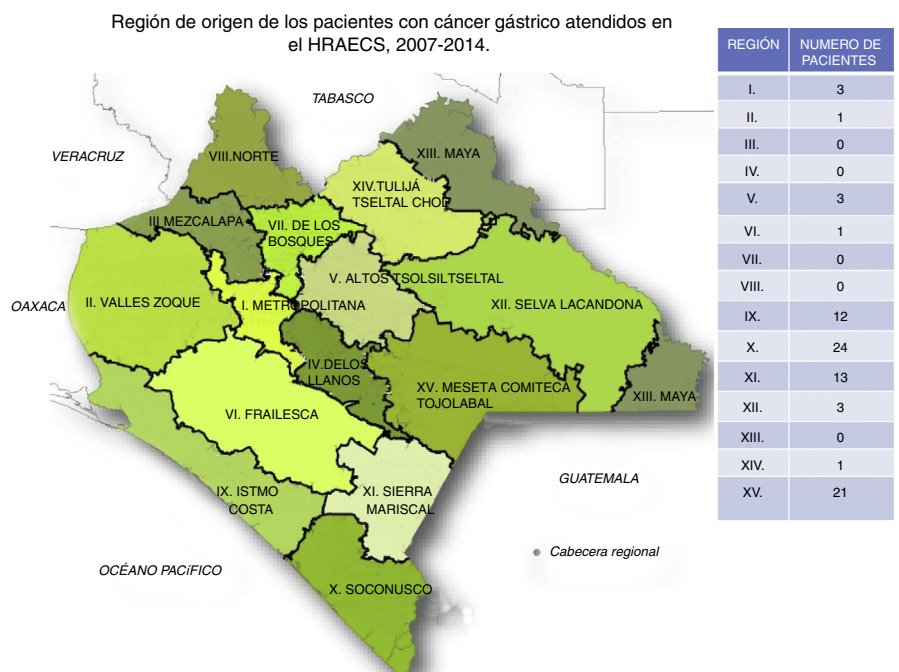 Región de origen de los pacientes con cáncer gástrico atendidos en
el HRAECS, 2007-2014.
TABASCO
VERACRUZ
VIII.NORTE
XIII. MAYA
XIV.TULIJÁ
TSELTAL CHOL
III MEZCALAPA
VII. DE LOS
BOSQUES
V. ALTOS TSOLSILTSELTAL
OAXACA
II. VALLES ZOQUE
I. METROPOLITANA
XII. SELVA LACANDONA
IV.DELOS
LLANOS
XV. MESETA COMITECA
TOJOLABAL
XIII. MAYA
VI. FRAILESCA
GUATEMALA
IX. ISTMO
COSTA
XI. SIERRA
MARISCAL
Cabecera regional
OCÉANO PACíFICO
X. SOCONUSCO
REGIÓN NUMERO DE
PACIENTES
I. 3
II. 1
III. 0
IV. 0
V. 3
VI. 1
VII. 0
VIII. 0
IX. 12
X. 24
XI. 13
XII. 3
XIII. 0
XIV. 1
XV. 21